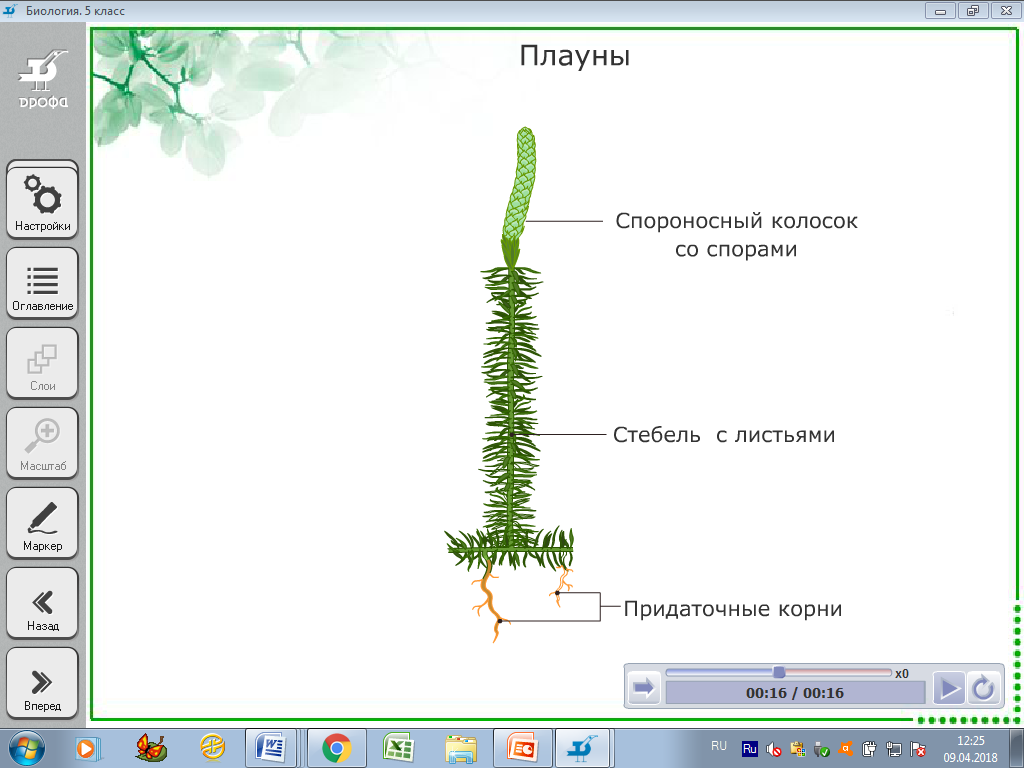 Биология. 5 класс
дрофа
Настройки
Оглавление
Слои
Масштаб
Маркер
Назад
Вперед
Плауны
Спороносный колосок
со спорами
Стебель с листьями
Придаточные корни
x0
00:16 / 00:16
RU
Ru
12:25
09.04.2018